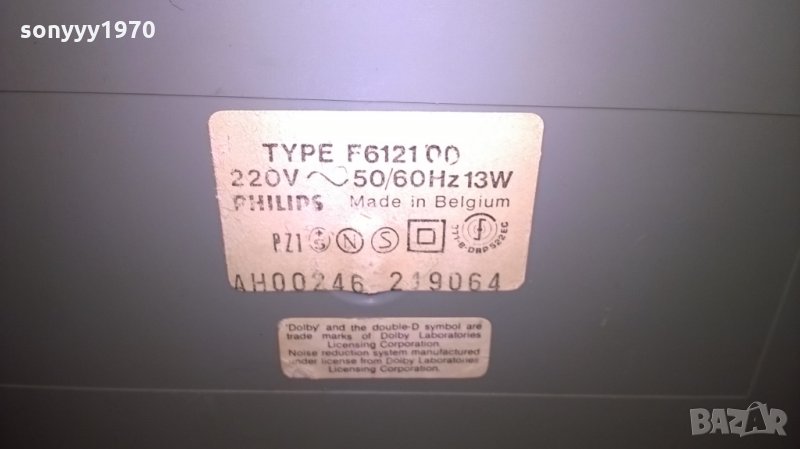 sonyyy1970
TYPE F6121 00
220V ~ 50/60Hz 13W
PHILIPS Made in Belgium
PZ1 S N S
AH00246 219064
'Dolby' and the double-D symbol are
trade marks of Dolby Laboratories
Licensing Corporation.
Noise reduction system manufactured
under license from Dolby Laboratories
Licensing Corporation.
BAZAR